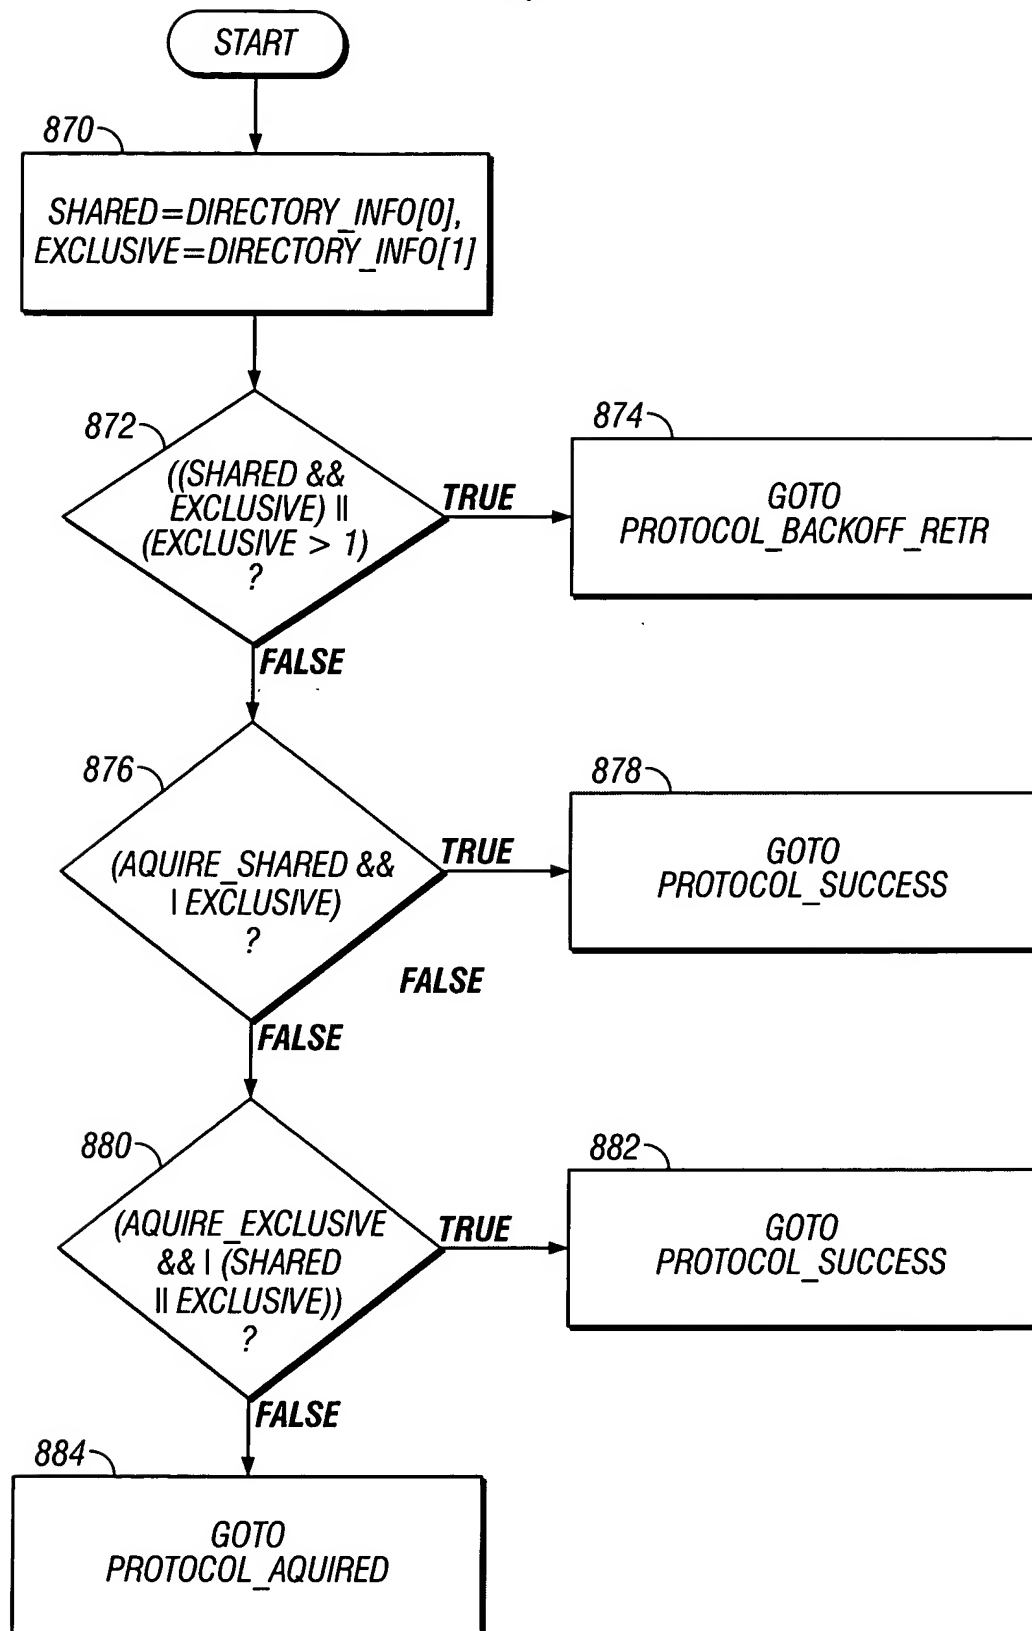 START
870
SHARED=DIRECTORY_INFO[0],
EXCLUSIVE=DIRECTORY_INFO[1]
872
((SHARED &&
EXCLUSIVE) ||
(EXCLUSIVE > 1)
?
TRUE
874
GOTO
PROTOCOL_BACKOFF_RETR
FALSE
876
(AQUIRE_SHARED &&
| EXCLUSIVE)
?
TRUE
878
GOTO
PROTOCOL_SUCCESS
FALSE
FALSE
880
(AQUIRE_EXCLUSIVE
&& | (SHARED
|| EXCLUSIVE))
?
TRUE
882
GOTO
PROTOCOL_SUCCESS
FALSE
884
GOTO
PROTOCOL_AQUIRED